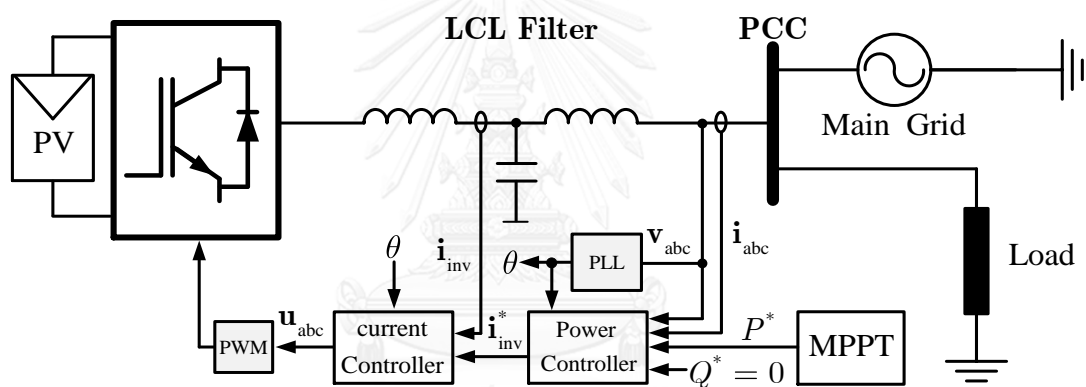 LCL Filter
PCC
PV
Main Grid
Load
θ
i_inv
θ
PLL
v_abc
i_abc
u_abc
PWM
current
Controller
i^*_inv
Power
Controller
P^*
Q^* = 0
MPPT